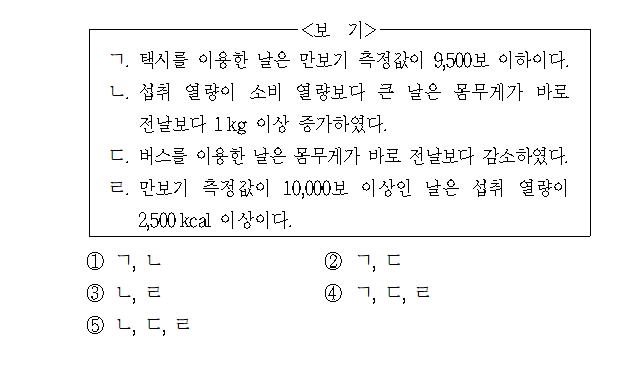 <보 기>
ㄱ. 택시를 이용한 날은 만보기 측정값이 9,500보 이하이다.
ㄴ. 섭취 열량이 소비 열량보다 큰 날은 몸무게가 바로
전날보다 1 kg 이상 증가하였다.
ㄷ. 버스를 이용한 날은 몸무게가 바로 전날보다 감소하였다.
ㄹ. 만보기 측정값이 10,000보 이상인 날은 섭취 열량이
2,500 kcal 이상이다.
① ㄱ, ㄴ ② ㄱ, ㄷ
③ ㄴ, ㄹ ④ ㄱ, ㄷ, ㄹ
⑤ ㄴ, ㄷ, ㄹ